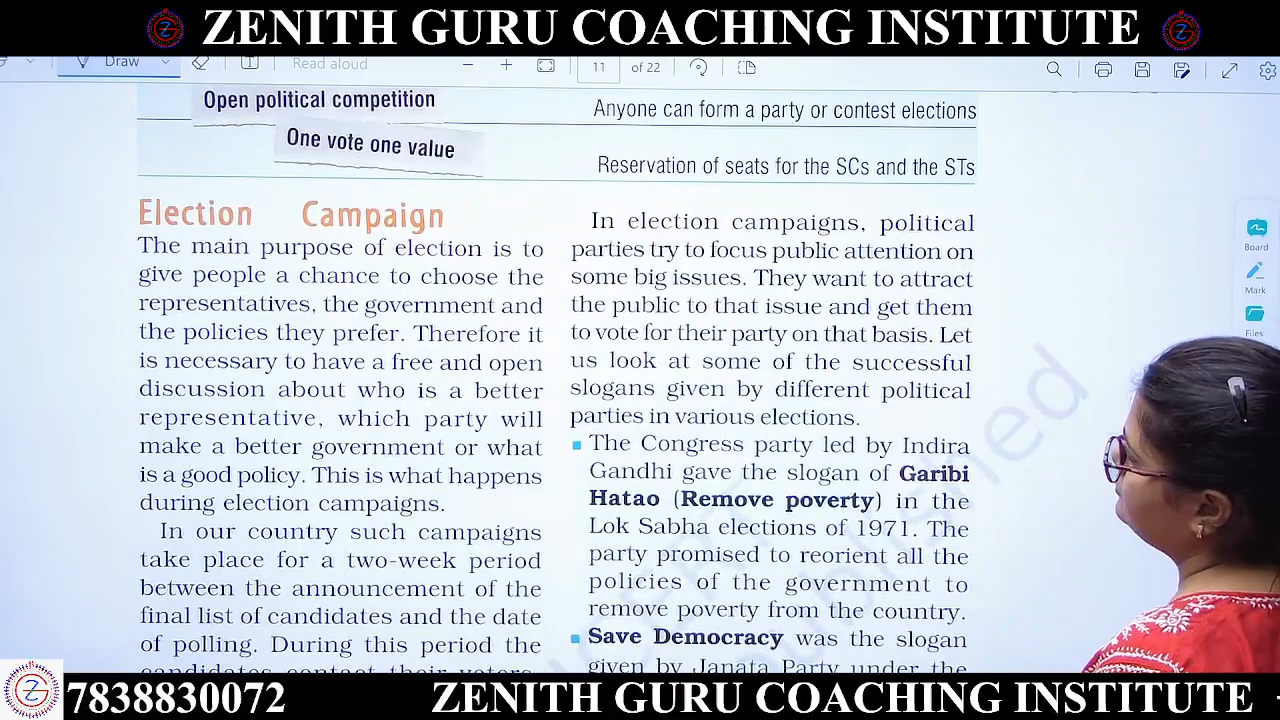 ZENITH GURU COACHING INSTITUTE
Draw
Read aloud
11
of 22
Open political competition
Anyone can form a party or contest elections
One vote one value
Reservation of seats for the SCs and the STs
Election Campaign
The main purpose of election is to
give people a chance to choose the
representatives, the government and
the policies they prefer. Therefore it
is necessary to have a free and open
discussion about who is a better
representative, which party will
make a better government or what
is a good policy. This is what happens
during election campaigns.
In our country such campaigns
take place for a two-week period
between the announcement of the
final list of candidates and the date
of polling. During this period the
candidates contact their voters,
In election campaigns, political
parties try to focus public attention on
some big issues. They want to attract
the public to that issue and get them
to vote for their party on that basis. Let
us look at some of the successful
slogans given by different political
parties in various elections.
The Congress party led by Indira
Gandhi gave the slogan of Garibi
Hatao (Remove poverty) in the
Lok Sabha elections of 1971. The
party promised to reorient all the
policies of the government to
remove poverty from the country.
Save Democracy was the slogan
given by Janata Party under the
Board
Mark
Files
7838830072
ZENITH GURU COACHING INSTITUTE